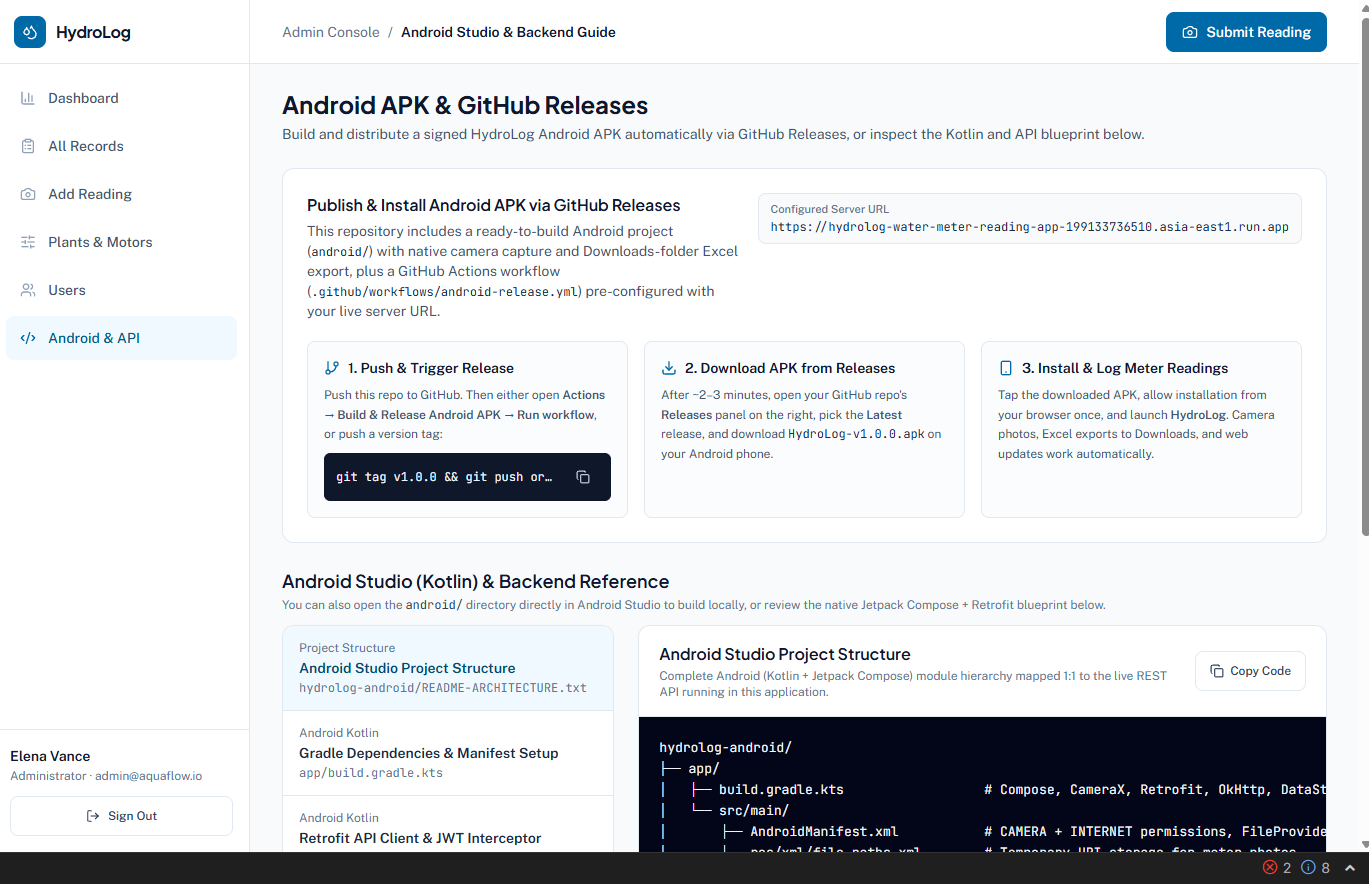 HydroLog
Admin Console / Android Studio & Backend Guide
Submit Reading
Dashboard
All Records
Add Reading
Plants & Motors
Users
Android & API
Elena Vance
Administrator · admin@aquaflow.io
Sign Out
Android APK & GitHub Releases
Build and distribute a signed HydroLog Android APK automatically via GitHub Releases, or inspect the Kotlin and API blueprint below.
Publish & Install Android APK via GitHub Releases
This repository includes a ready-to-build Android project
(android/) with native camera capture and Downloads-folder Excel
export, plus a GitHub Actions workflow
(.github/workflows/android-release.yml) pre-configured with
your live server URL.
Configured Server URL
https://hydrolog-water-meter-reading-app-199133736510.asia-east1.run.app
1. Push & Trigger Release
Push this repo to GitHub. Then either open Actions
→ Build & Release Android APK → Run workflow,
or push a version tag:
git tag v1.0.0 && git push or…
2. Download APK from Releases
After ~2–3 minutes, open your GitHub repo's
Releases panel on the right, pick the Latest
release, and download HydroLog-v1.0.0.apk on
your Android phone.
3. Install & Log Meter Readings
Tap the downloaded APK, allow installation from
your browser once, and launch HydroLog. Camera
photos, Excel exports to Downloads, and web
updates work automatically.
Android Studio (Kotlin) & Backend Reference
You can also open the android/ directory directly in Android Studio to build locally, or review the native Jetpack Compose + Retrofit blueprint below.
Project Structure
Android Studio Project Structure
hydrolog-android/README-ARCHITECTURE.txt
Android Kotlin
Gradle Dependencies & Manifest Setup
app/build.gradle.kts
Android Kotlin
Retrofit API Client & JWT Interceptor
Android Studio Project Structure
Complete Android (Kotlin + Jetpack Compose) module hierarchy mapped 1:1 to the live REST
API running in this application.
Copy Code
hydrolog-android/
├── app/
│   ├── build.gradle.kts # Compose, CameraX, Retrofit, OkHttp, DataSt
│   └── src/main/
│       ├── AndroidManifest.xml # CAMERA + INTERNET permissions, FileProvide
2 8